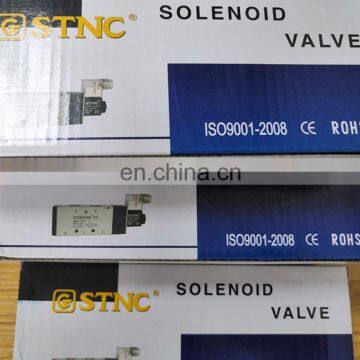 STNC®
SOLENOID
VALVE
ISO9001-2008 CE ROHS
en.china.cn
ISO9001-2008 CE ROHS
STNC®
SOLENOID
VALVE